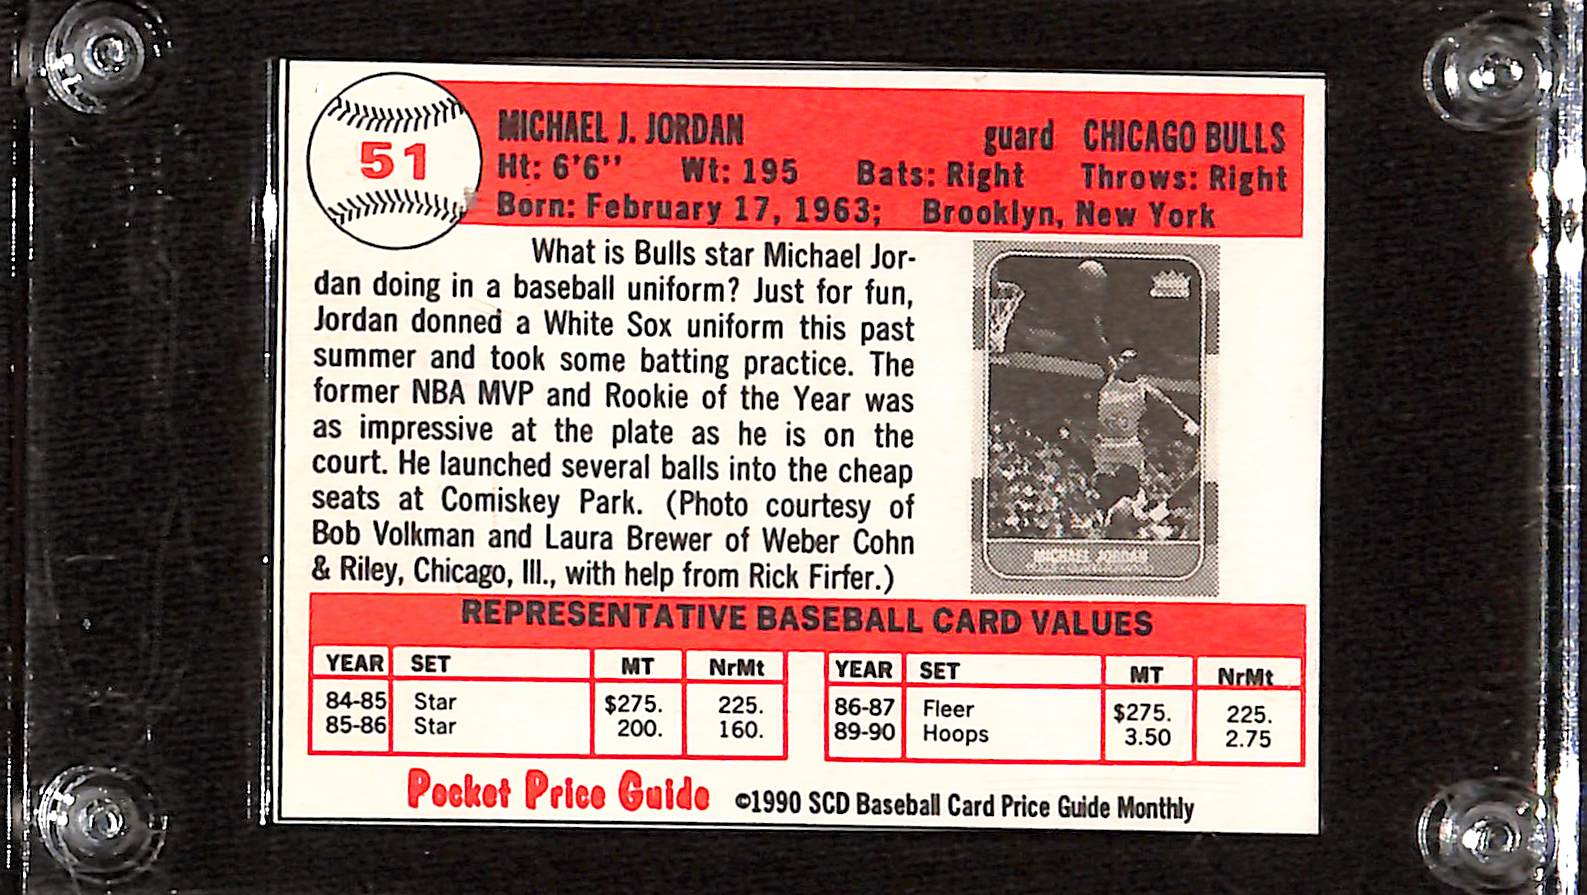 51
MICHAEL J. JORDAN guard CHICAGO BULLS
Ht: 6'6" Wt: 195 Bats: Right Throws: Right
Born: February 17, 1963; Brooklyn, New York
What is Bulls star Michael Jor-
dan doing in a baseball uniform? Just for fun,
Jordan donned a White Sox uniform this past
summer and took some batting practice. The
former NBA MVP and Rookie of the Year was
as impressive at the plate as he is on the
court. He launched several balls into the cheap
seats at Comiskey Park. (Photo courtesy of
Bob Volkman and Laura Brewer of Weber Cohn
& Riley, Chicago, Ill., with help from Rick Firfer.)
MICHAEL JORDAN
REPRESENTATIVE BASEBALL CARD VALUES
YEAR SET MT NrMt YEAR SET MT NrMt
84-85 Star $275. 225. 86-87 Fleer $275. 225.
85-86 Star 200. 160. 89-90 Hoops 3.50 2.75
Pocket Price Guide ©1990 SCD Baseball Card Price Guide Monthly